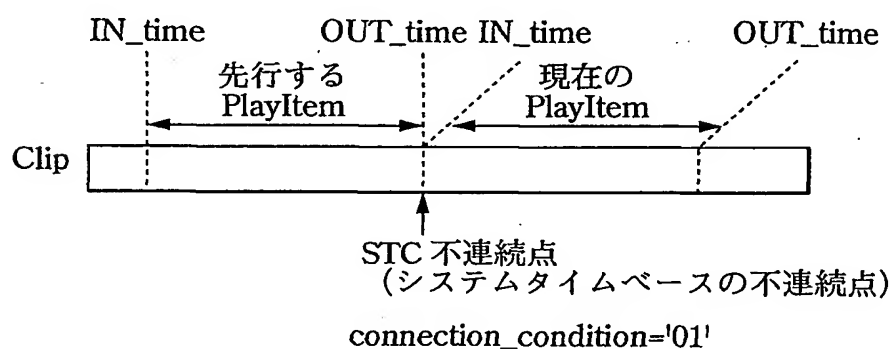 IN_time OUT_time IN_time OUT_time
先行する 現在の
PlayItem PlayItem
Clip
STC 不連続点
(システムタイムベースの不連続点)
connection_condition='01'